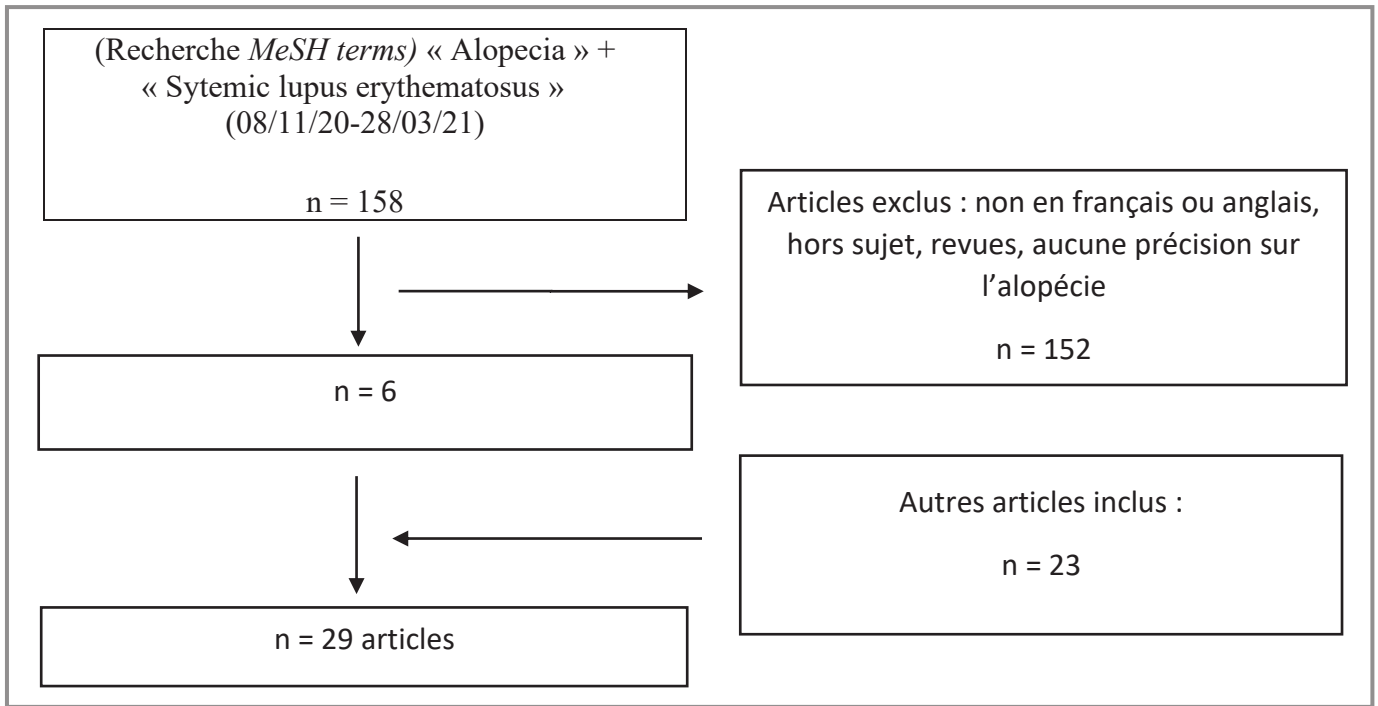 (Recherche MeSH terms) « Alopecia » +
« Sytemic lupus erythematosus »
(08/11/20-28/03/21)
n = 158
Articles exclus : non en français ou anglais,
hors sujet, revues, aucune précision sur
l’alopécie
n = 152
n = 6
Autres articles inclus :
n = 23
n = 29 articles